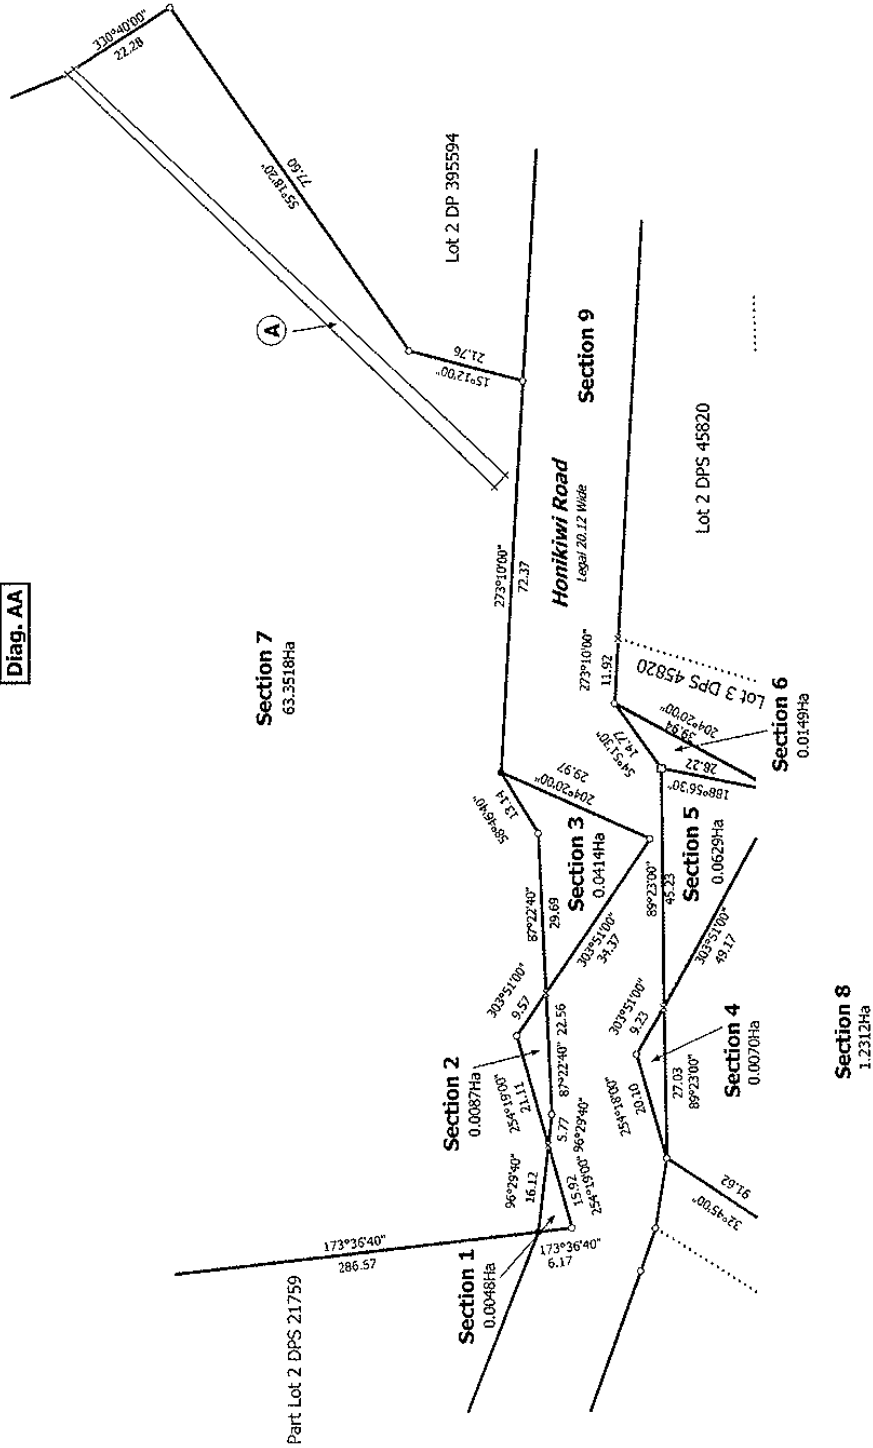 Diag. AA
330°40'00"
22.28
77.60
55°18'20"
Lot 2 DP 395594
A
21.76
15°12'00"
Section 9
Lot 2 DPS 45820
Honikiwi Road
Legal 20.12 Wide
273°10'00"
72.37
Section 7
63.3518Ha
273°10'00"
11.92
Lot 3 DPS 45820
Section 6
0.0149Ha
204°20'00"
39.94
54°51'30"
14.77
28.27
188°56'30"
58°46'40"
13.14
29.97
204°20'00"
Section 3
0.0414Ha
Section 5
0.0629Ha
89°23'00"
45.23
87°22'40"
29.69
303°51'00"
34.37
303°51'00"
49.17
303°51'00"
9.57
303°51'00"
9.23
Section 2
0.0087Ha
254°19'00"
21.11
87°22'40" 22.56
Section 4
0.0070Ha
254°18'00"
20.10
27.03
89°23'00"
Section 8
1.2312Ha
5.77 96°29'40"
96°29'40"
16.12
15.92
254°19'00"
91.62
32°45'00"
173°36'40"
286.57
173°36'40"
6.17
Section 1
0.0048Ha
Part Lot 2 DPS 21759